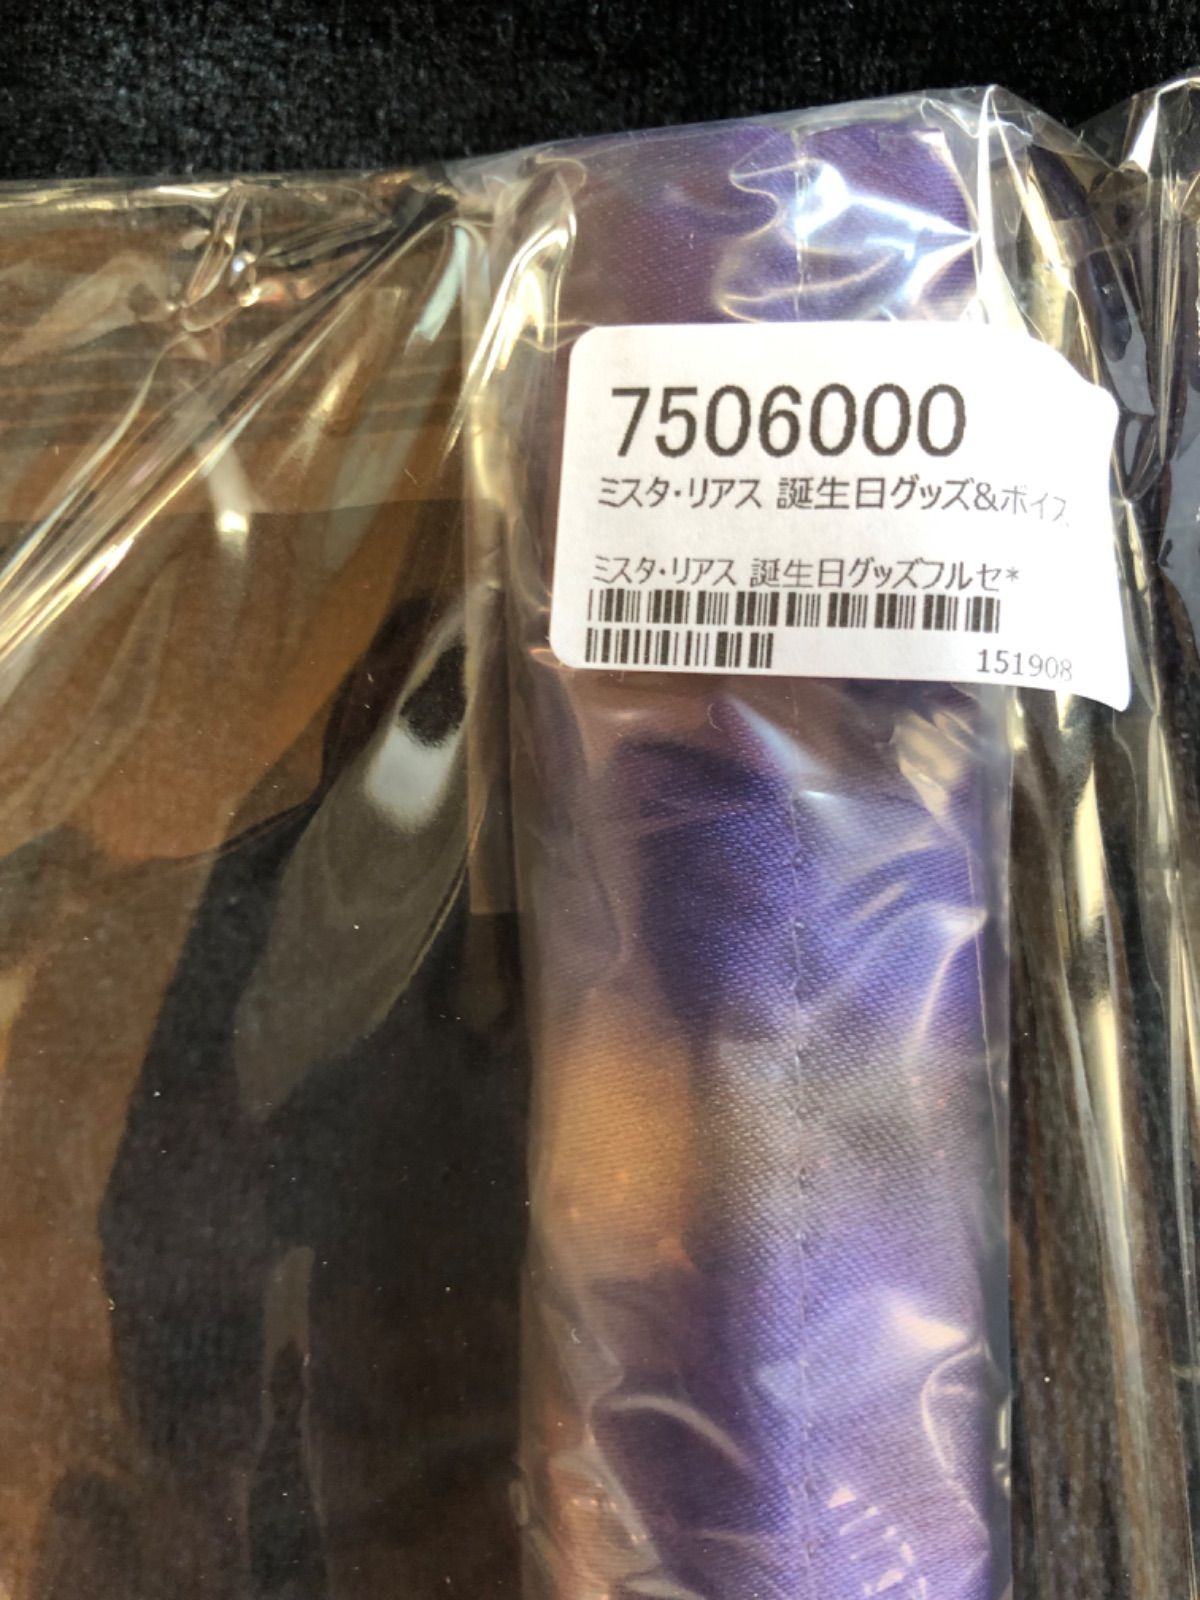 7506000
ミスタ・リアス 誕生日グッズ&ボイス
ミスタ・リアス 誕生日グッズフルセ*
151908